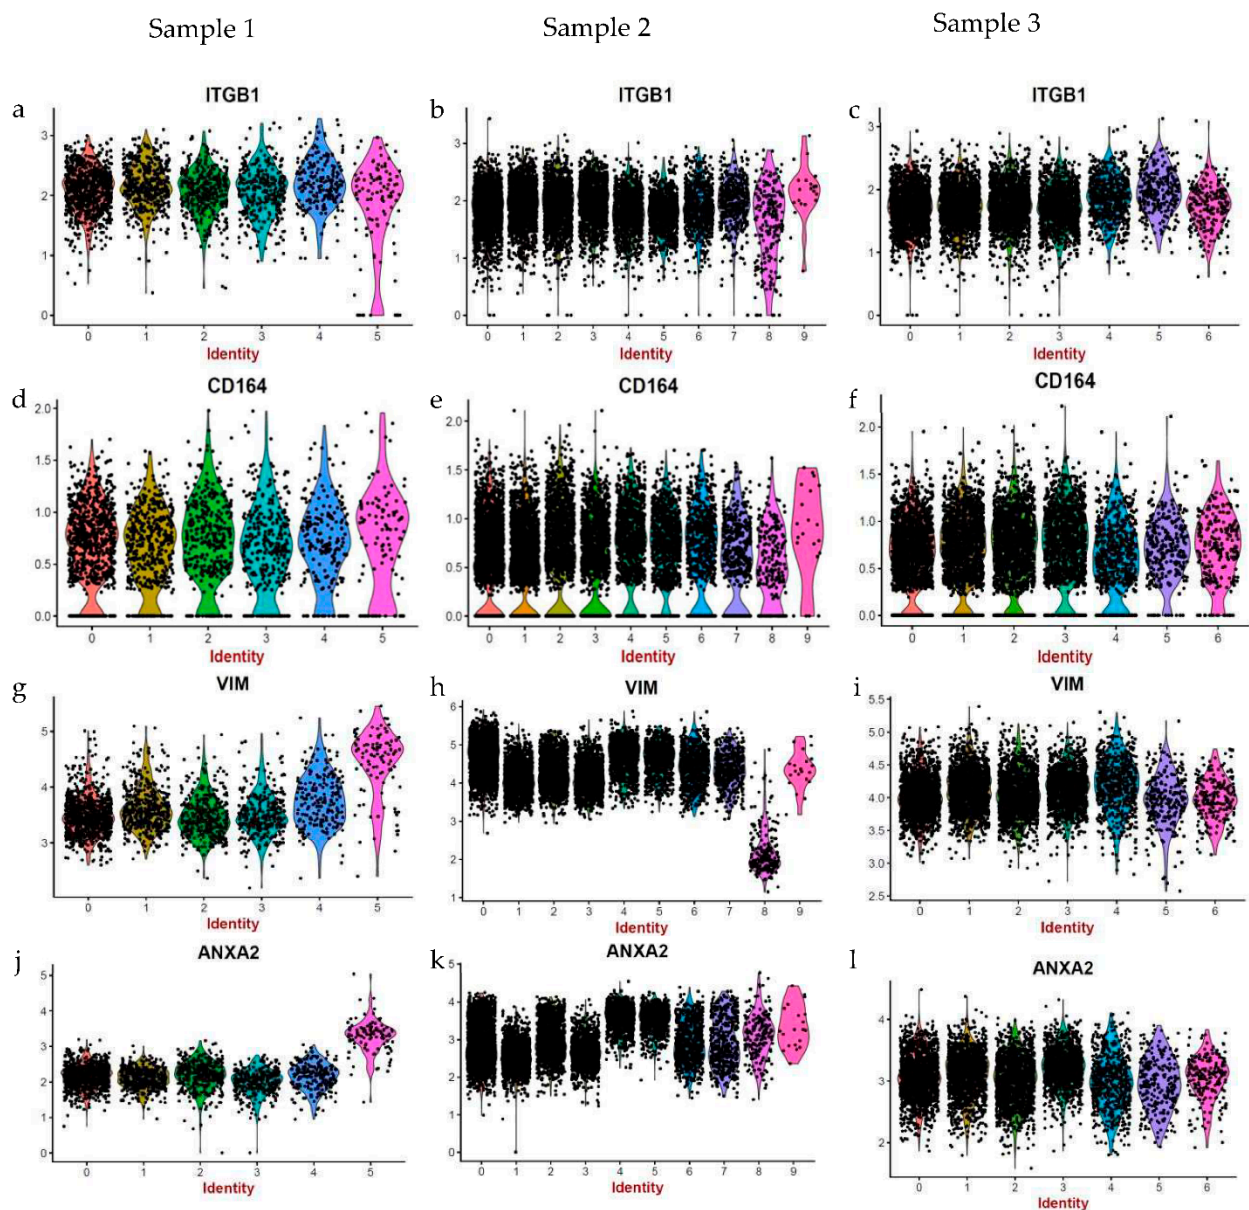 Sample 1 Sample 2 Sample 3
a ITGB1 b ITGB1 c ITGB1
3 3 3
2 2 2
1 1 1
0 0 0
0 1 2 3 4 5 0 1 2 3 4 5 6 7 8 9 0 1 2 3 4 5 6
Identity Identity Identity
d CD164 e CD164 f CD164
2.0 2.0 2.0
1.5 1.5 1.5
1.0 1.0 1.0
0.5 0.5 0.5
0.0 0.0 0.0
0 1 2 3 4 5 0 1 2 3 4 5 6 7 8 9 0 1 2 3 4 5 6
Identity Identity Identity
g VIM h VIM i VIM
5 6 5.5
4 5 5.0
3 4 4.5
3 4.0
2 3.5
1 3.0
2.5
0 1 2 3 4 5 0 1 2 3 4 5 6 7 8 9 0 1 2 3 4 5 6
Identity Identity Identity
j ANXA2 k ANXA2 l ANXA2
5 5 4
4 4 3
3 3 2
2 2
1 1
0 0
0 1 2 3 4 5 0 1 2 3 4 5 6 7 8 9 0 1 2 3 4 5 6
Identity Identity Identity